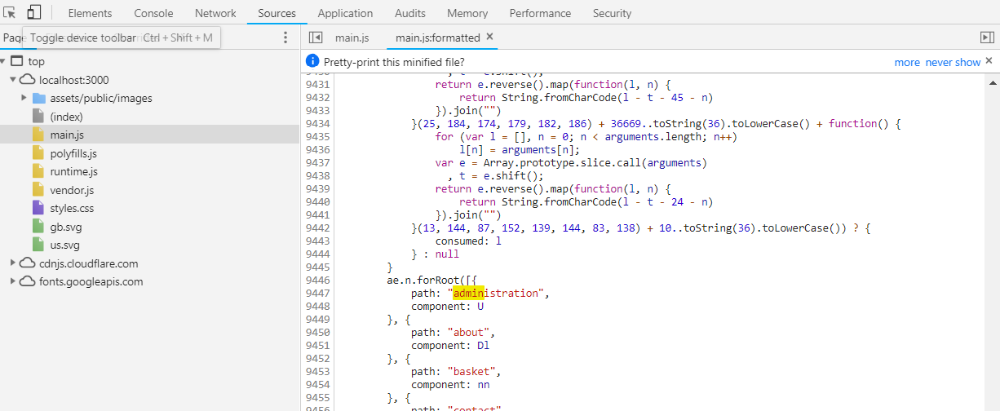 Elements Console Network Sources Application Audits Memory Performance Security
Page
Toggle device toolbar Ctrl + Shift + M
main.js main.js:formatted ×
Pretty-print this minified file? more never show ×
top
localhost:3000
assets/public/images
(index)
main.js
polyfills.js
runtime.js
vendor.js
styles.css
gb.svg
us.svg
cdnjs.cloudflare.com
fonts.googleapis.com
9430 , t = e.shift();
9431 return e.reverse().map(function(l, n) {
9432 return String.fromCharCode(l - t - 45 - n)
9433 }).join("")
9434 }(25, 184, 174, 179, 182, 186) + 36669..toString(36).toLowerCase() + function() {
9435 for (var l = [], n = 0; n < arguments.length; n++)
9436 l[n] = arguments[n];
9437 var e = Array.prototype.slice.call(arguments)
9438 , t = e.shift();
9439 return e.reverse().map(function(l, n) {
9440 return String.fromCharCode(l - t - 24 - n)
9441 }).join("")
9442 }(13, 144, 87, 152, 139, 144, 83, 138) + 10..toString(36).toLowerCase()) ? {
9443 consumed: l
9444 } : null
9445 }
9446 ae.n.forRoot([{
9447 path: "administration",
9448 component: U
9449 }, {
9450 path: "about",
9451 component: Dl
9452 }, {
9453 path: "basket",
9454 component: nn
9455 }, {
9456 path: "contact"